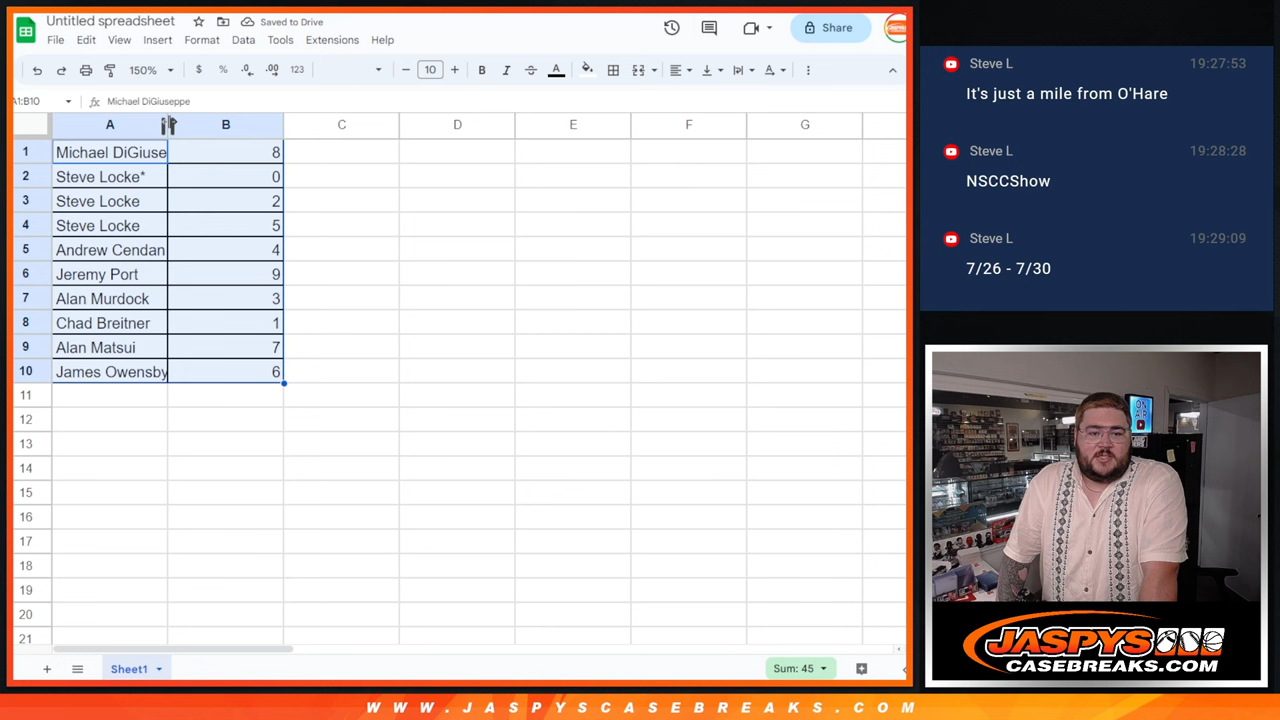 Untitled spreadsheet
Saved to Drive
File Edit View Insert Format Data Tools Extensions Help
Share
150% $ % .0 .00 123 10 B I A
A1:B10 fx Michael DiGiuseppe
A B C D E F G
1 Michael DiGiuse 8
2 Steve Locke* 0
3 Steve Locke 2
4 Steve Locke 5
5 Andrew Cendan 4
6 Jeremy Port 9
7 Alan Murdock 3
8 Chad Breitner 1
9 Alan Matsui 7
10 James Owensby 6
11
12
13
14
15
16
17
18
19
20
21
Sheet1
Sum: 45
Steve L 19:27:53
It's just a mile from O'Hare
Steve L 19:28:28
NSCCShow
Steve L 19:29:09
7/26 - 7/30
ON AIR
JASPYS
CASEBREAKS.COM
WWW.JASPYSCASEBREAKS.COM